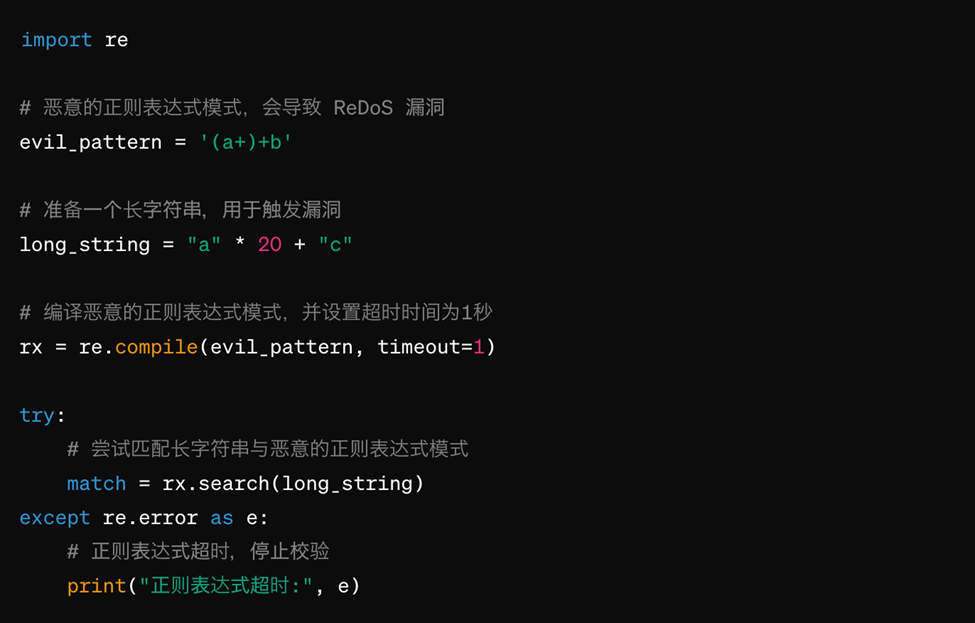 import re
# 恶意的正则表达式模式，会导致 ReDoS 漏洞
evil_pattern = '(a+)+b'
# 准备一个长字符串，用于触发漏洞
long_string = "a" * 20 + "c"
# 编译恶意的正则表达式模式，并设置超时时间为1秒
rx = re.compile(evil_pattern, timeout=1)
try:
    # 尝试匹配长字符串与恶意的正则表达式模式
    match = rx.search(long_string)
except re.error as e:
    # 正则表达式超时，停止校验
    print("正则表达式超时:", e)